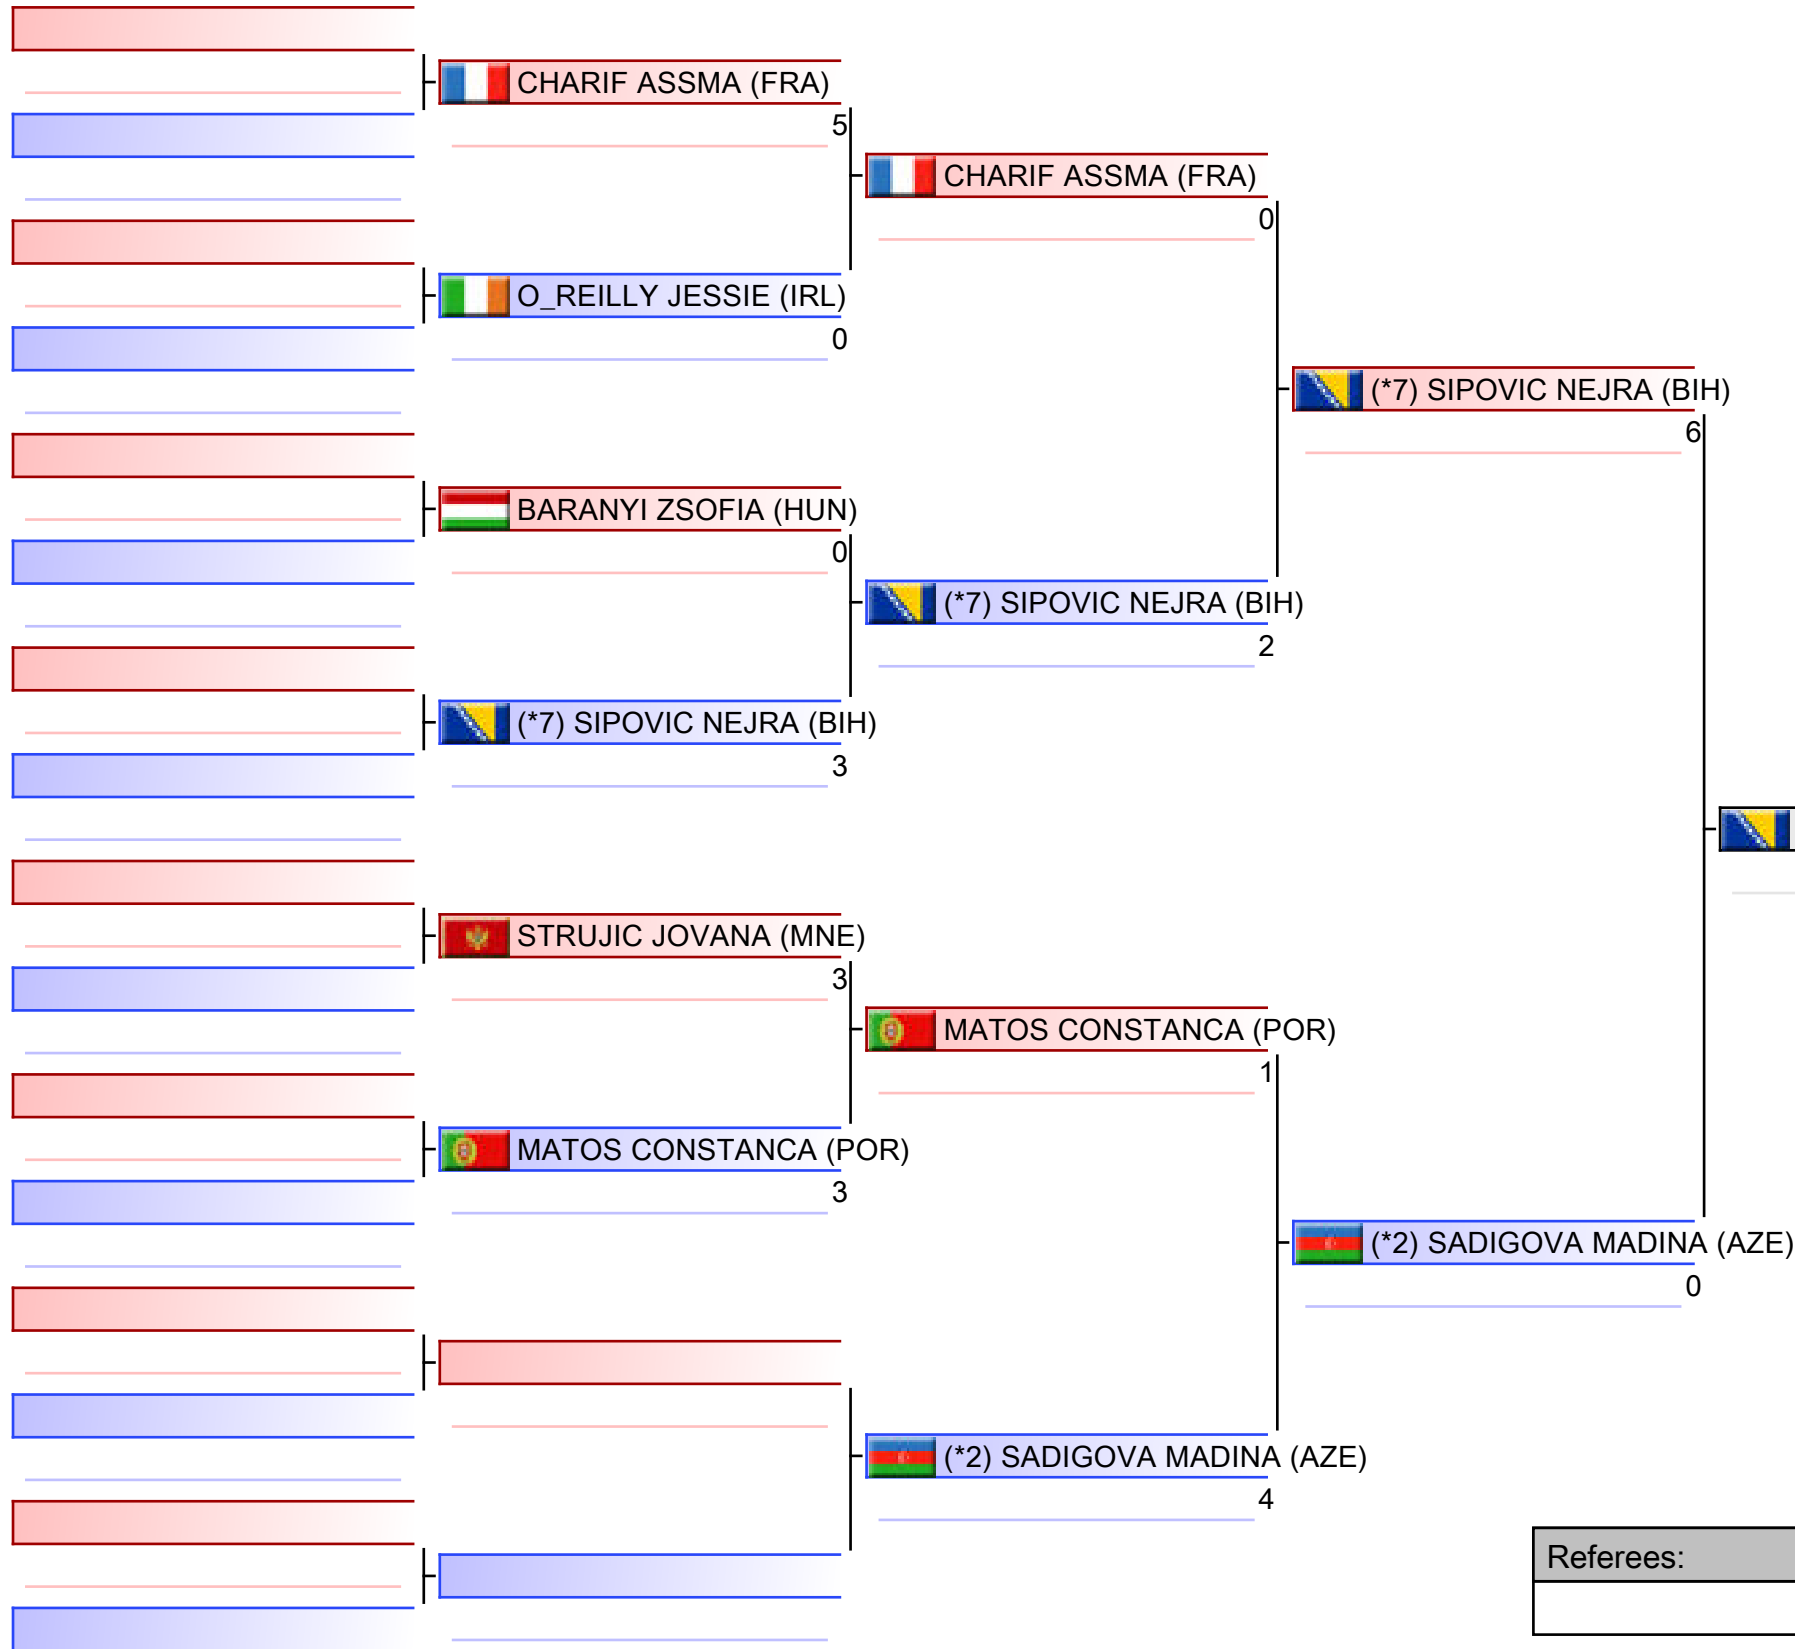 CHARIF ASSMA (FRA)
5
O_REILLY JESSIE (IRL)
0
BARANYI ZSOFIA (HUN)
0
(*7) SIPOVIC NEJRA (BIH)
3
STRUJIC JOVANA (MNE)
3
MATOS CONSTANCA (POR)
3
CHARIF ASSMA (FRA)
0
(*7) SIPOVIC NEJRA (BIH)
2
MATOS CONSTANCA (POR)
1
(*2) SADIGOVA MADINA (AZE)
4
(*7) SIPOVIC NEJRA (BIH)
6
(*2) SADIGOVA MADINA (AZE)
0
Referees: